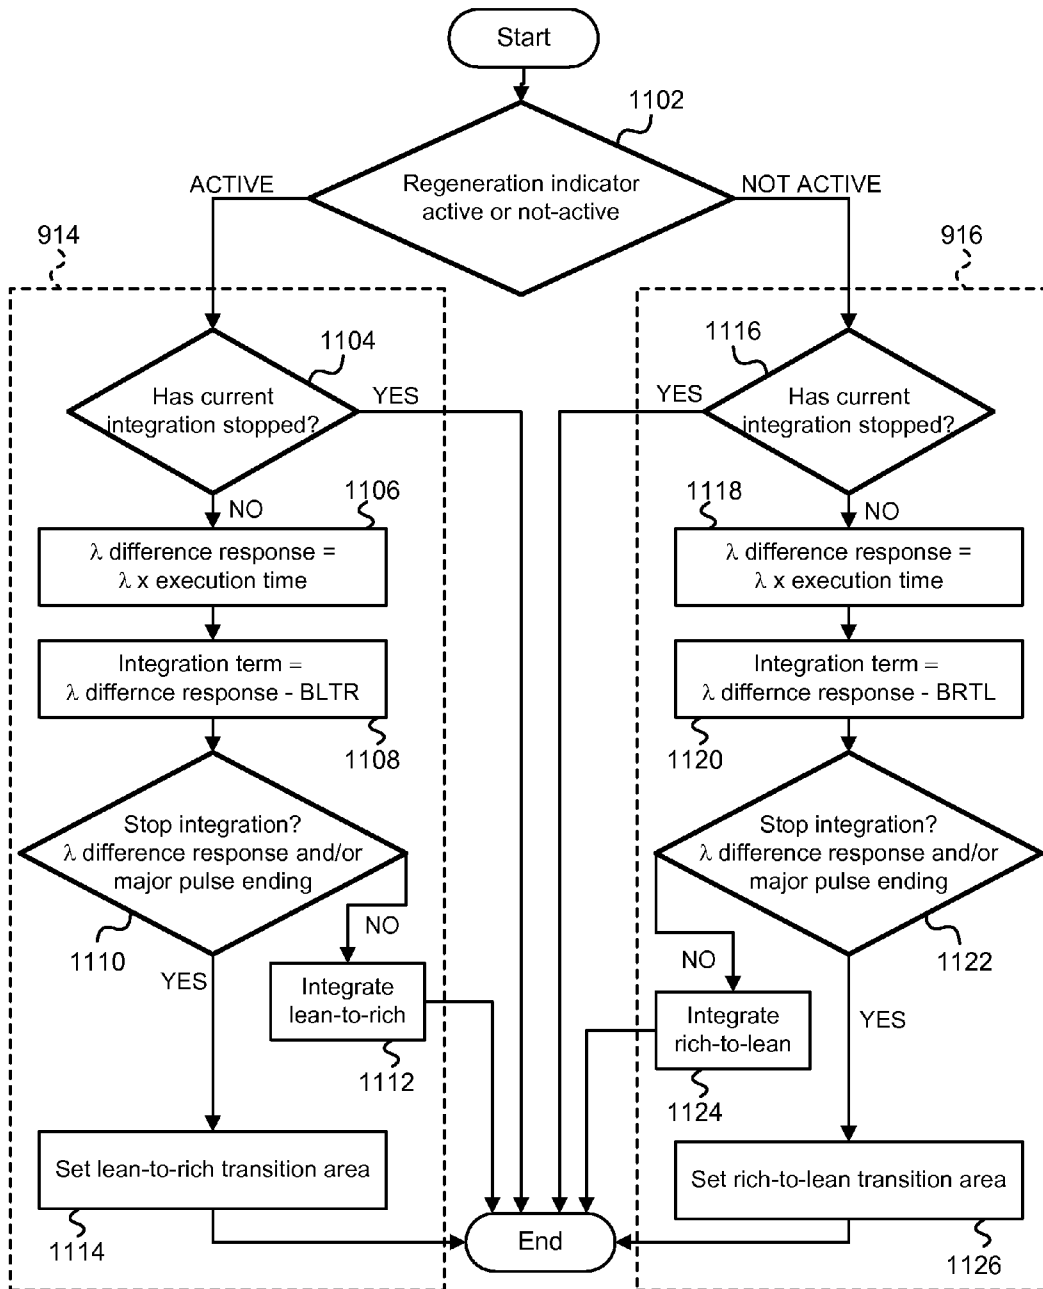 Start
1102
Regeneration indicator
active or not-active
ACTIVE
NOT ACTIVE
914
916
1104
Has current
integration stopped?
YES
NO
1106
λ difference response =
λ x execution time
Integration term =
λ differnce response - BLTR
1108
Stop integration?
λ difference response and/or
major pulse ending
1110
NO
YES
Integrate
lean-to-rich
1112
Set lean-to-rich transition area
1114
1116
Has current
integration stopped?
YES
NO
1118
λ difference response =
λ x execution time
Integration term =
λ differnce response - BRTL
1120
Stop integration?
λ difference response and/or
major pulse ending
1122
NO
YES
Integrate
rich-to-lean
1124
Set rich-to-lean transition area
1126
End